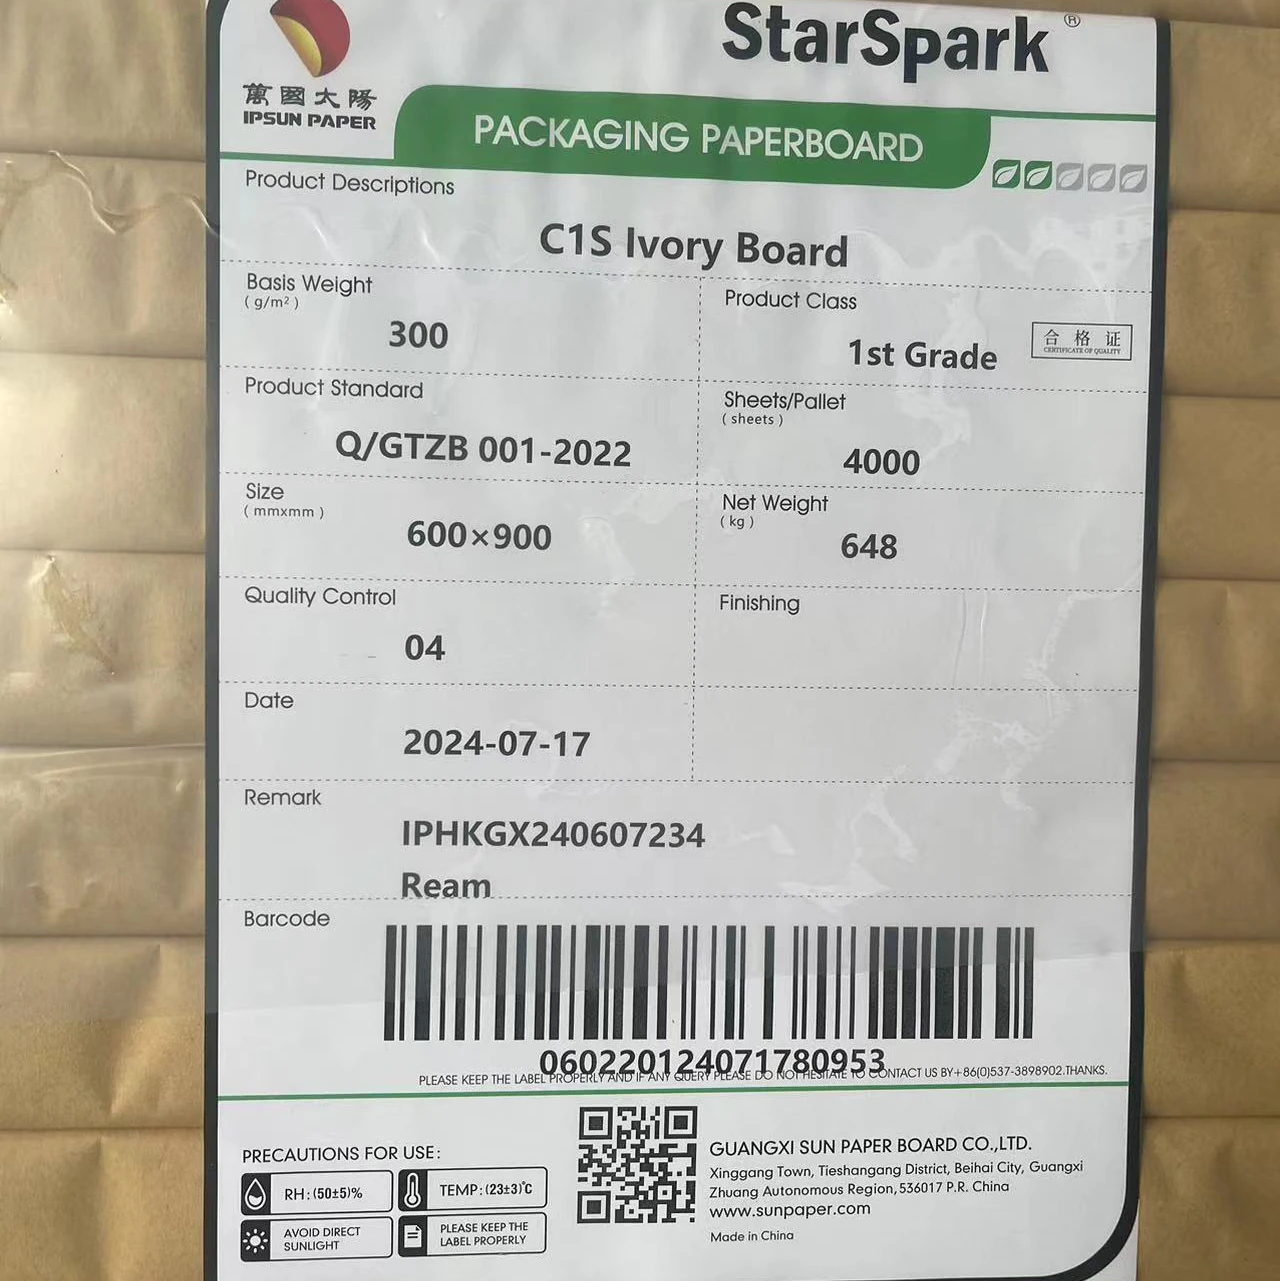 StarSpark ®
萬國太陽
IPSUN PAPER
PACKAGING PAPERBOARD
Product Descriptions
C1S Ivory Board
Basis Weight
( g/m² )
300
Product Class
1st Grade
合格证
CERTIFICATE OF QUALITY
Product Standard
Q/GTZB 001-2022
Sheets/Pallet
( sheets )
4000
Size
( mmxmm )
600×900
Net Weight
( kg )
648
Quality Control
04
Finishing
Date
2024-07-17
Remark
IPHKGX240607234
Ream
Barcode
060220124071780953
PLEASE KEEP THE LABEL PROPERLY AND IF ANY QUERY PLEASE DO NOT HESITATE TO CONTACT US BY+86(0)537-3898902.THANKS.
PRECAUTIONS FOR USE:
RH:(50±5)%
TEMP:(23±3)℃
AVOID DIRECT
SUNLIGHT
PLEASE KEEP THE
LABEL PROPERLY
GUANGXI SUN PAPER BOARD CO.,LTD.
Xinggang Town, Tieshangang District, Beihai City, Guangxi
Zhuang Autonomous Region,536017 P.R. China
www.sunpaper.com
Made in China